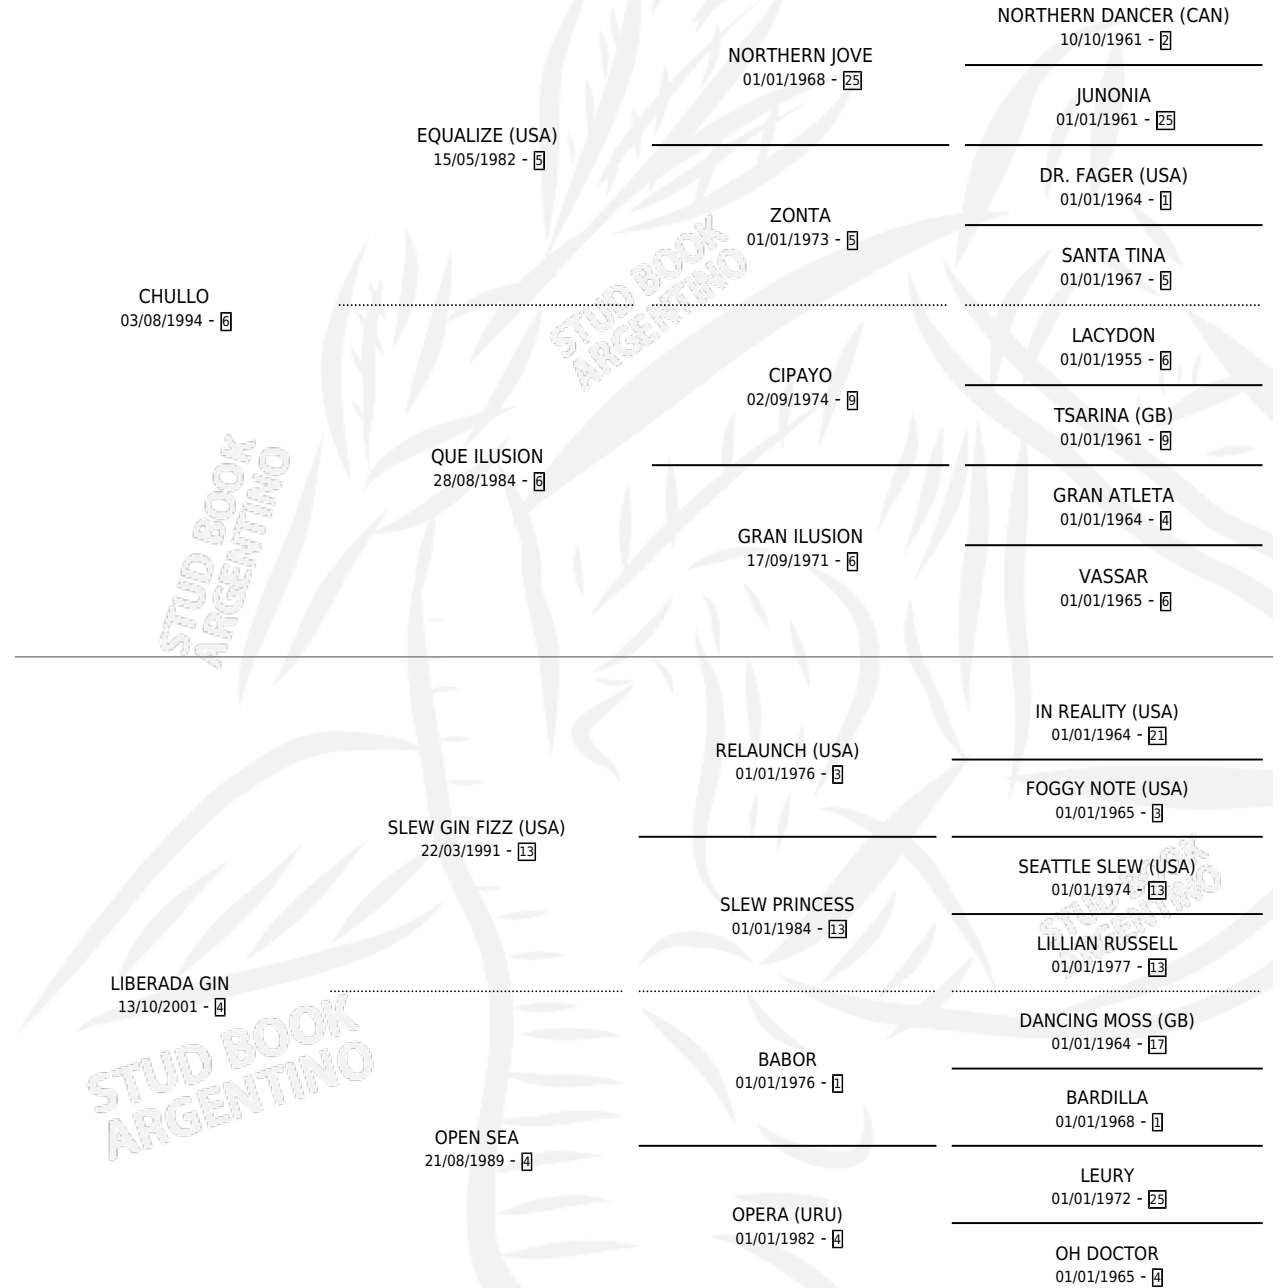 NORTHERN DANCER (CAN)
10/10/1961 - 2
NORTHERN JOVE
01/01/1968 - 25
JUNONIA
01/01/1961 - 25
EQUALIZE (USA)
15/05/1982 - 5
DR. FAGER (USA)
01/01/1964 - 1
ZONTA
01/01/1973 - 5
SANTA TINA
01/01/1967 - 5
CHULLO
03/08/1994 - 6
STUD BOOK
ARGENTINO
LACYDON
01/01/1955 - 6
CIPAYO
02/09/1974 - 9
TSARINA (GB)
01/01/1961 - 9
QUE ILUSION
28/08/1984 - 6
GRAN ATLETA
01/01/1964 - 4
GRAN ILUSION
17/09/1971 - 6
VASSAR
01/01/1965 - 6
STUD BOOK
ARGENTINO
IN REALITY (USA)
01/01/1964 - 21
RELAUNCH (USA)
01/01/1976 - 3
FOGGY NOTE (USA)
01/01/1965 - 3
SLEW GIN FIZZ (USA)
22/03/1991 - 13
SEATTLE SLEW (USA)
01/01/1974 - 13
SLEW PRINCESS
01/01/1984 - 13
LILLIAN RUSSELL
01/01/1977 - 13
STUD BOOK
ARGENTINO
LIBERADA GIN
13/10/2001 - 4
DANCING MOSS (GB)
01/01/1964 - 17
BABOR
01/01/1976 - 1
BARDILLA
01/01/1968 - 1
OPEN SEA
21/08/1989 - 4
LEURY
01/01/1972 - 25
OPERA (URU)
01/01/1982 - 4
OH DOCTOR
01/01/1965 - 4
STUD BOOK
ARGENTINO